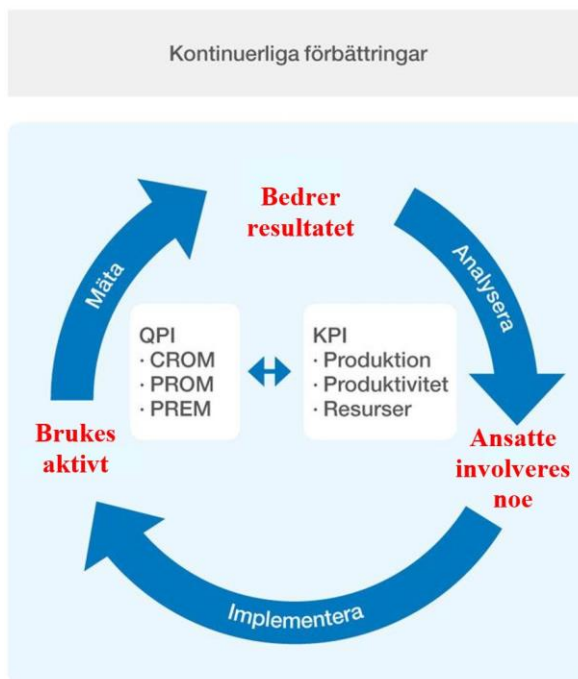 Kontinuerliga förbättringar
Bedrer
resultatet
Mäta
Analysera
QPI
· CROM
· PROM
· PREM
KPI
· Produktion
· Produktivitet
· Resurser
Brukes
aktivt
Ansatte
involveres
noe
Implementera